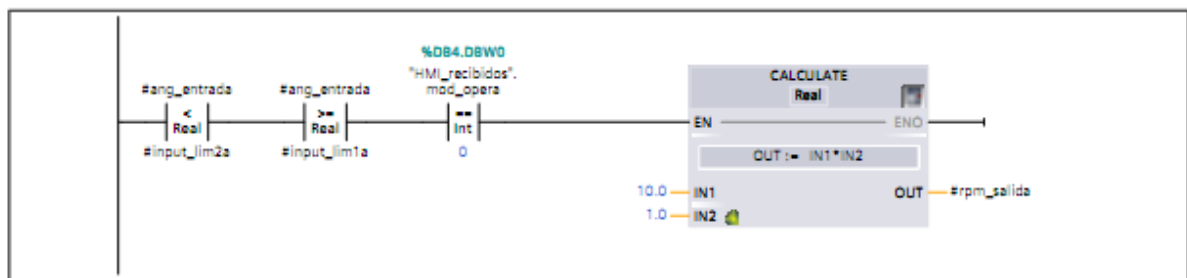 %DB4.DBW0
"HMI_recibidos".
mod_opera
#ang_entrada
<
Real
#input_lim2a
#ang_entrada
>=
Real
#input_lim1a
==
Int
0
CALCULATE
Real
EN
ENO
OUT := IN1*IN2
10.0
IN1
OUT
#rpm_salida
1.0
IN2